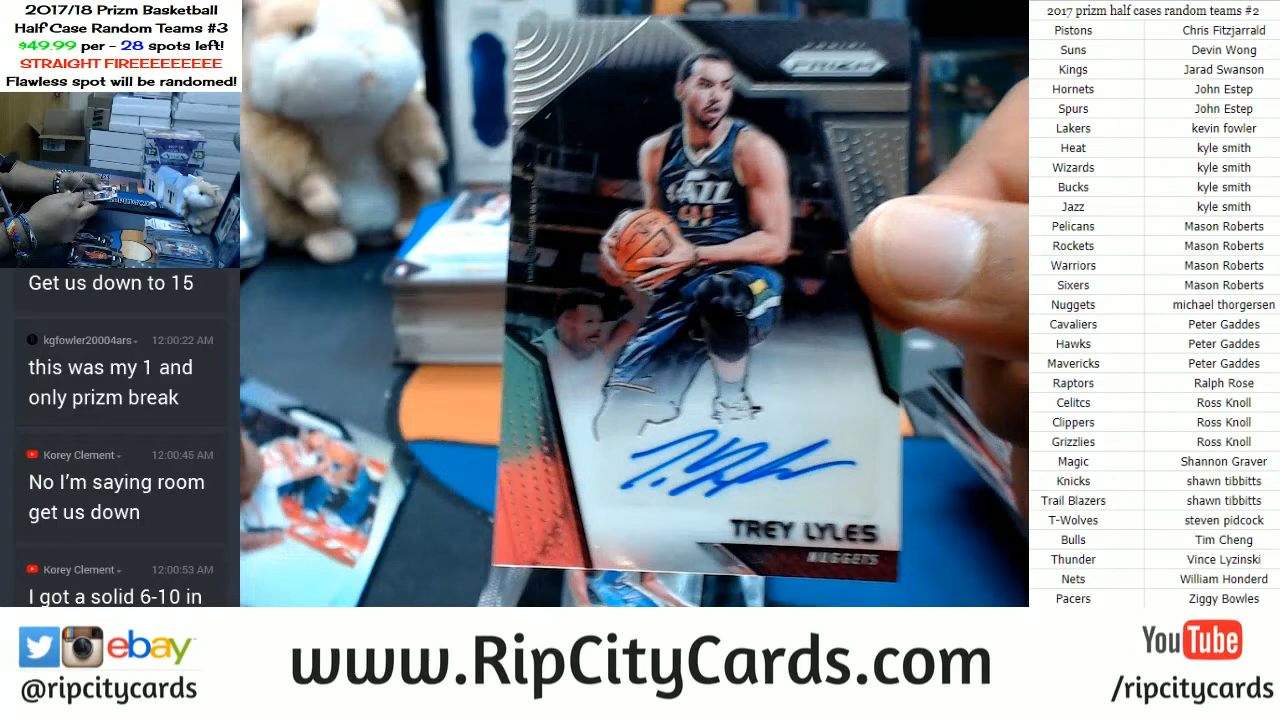 2017/18 Prizm Basketball
Half Case Random Teams #3
$49.99 per - 28 spots left!
STRAIGHT FIREEEEEEEEE
Flawless spot will be randomed!
Get us down to 15
kgfowler20004ars 12:00:22 AM
this was my 1 and
only prizm break
Korey Clement 12:00:45 AM
No I'm saying room
get us down
Korey Clement 12:00:53 AM
I got a solid 6-10 in
PANINI
PRIZM
JAZZ
41
TREY LYLES
NUGGETS
2017 prizm half cases random teams #2
Pistons Chris Fitzjarrald
Suns Devin Wong
Kings Jarad Swanson
Hornets John Estep
Spurs John Estep
Lakers kevin fowler
Heat kyle smith
Wizards kyle smith
Bucks kyle smith
Jazz kyle smith
Pelicans Mason Roberts
Rockets Mason Roberts
Warriors Mason Roberts
Sixers Mason Roberts
Nuggets michael thorgersen
Cavaliers Peter Gaddes
Hawks Peter Gaddes
Mavericks Peter Gaddes
Raptors Ralph Rose
Celitcs Ross Knoll
Clippers Ross Knoll
Grizzlies Ross Knoll
Magic Shannon Graver
Knicks shawn tibbitts
Trail Blazers shawn tibbitts
T-Wolves steven pidcock
Bulls Tim Cheng
Thunder Vince Lyzinski
Nets William Honderd
Pacers Ziggy Bowles
ebay
@ripcitycards
www.RipCityCards.com
YouTube
/ripcitycards